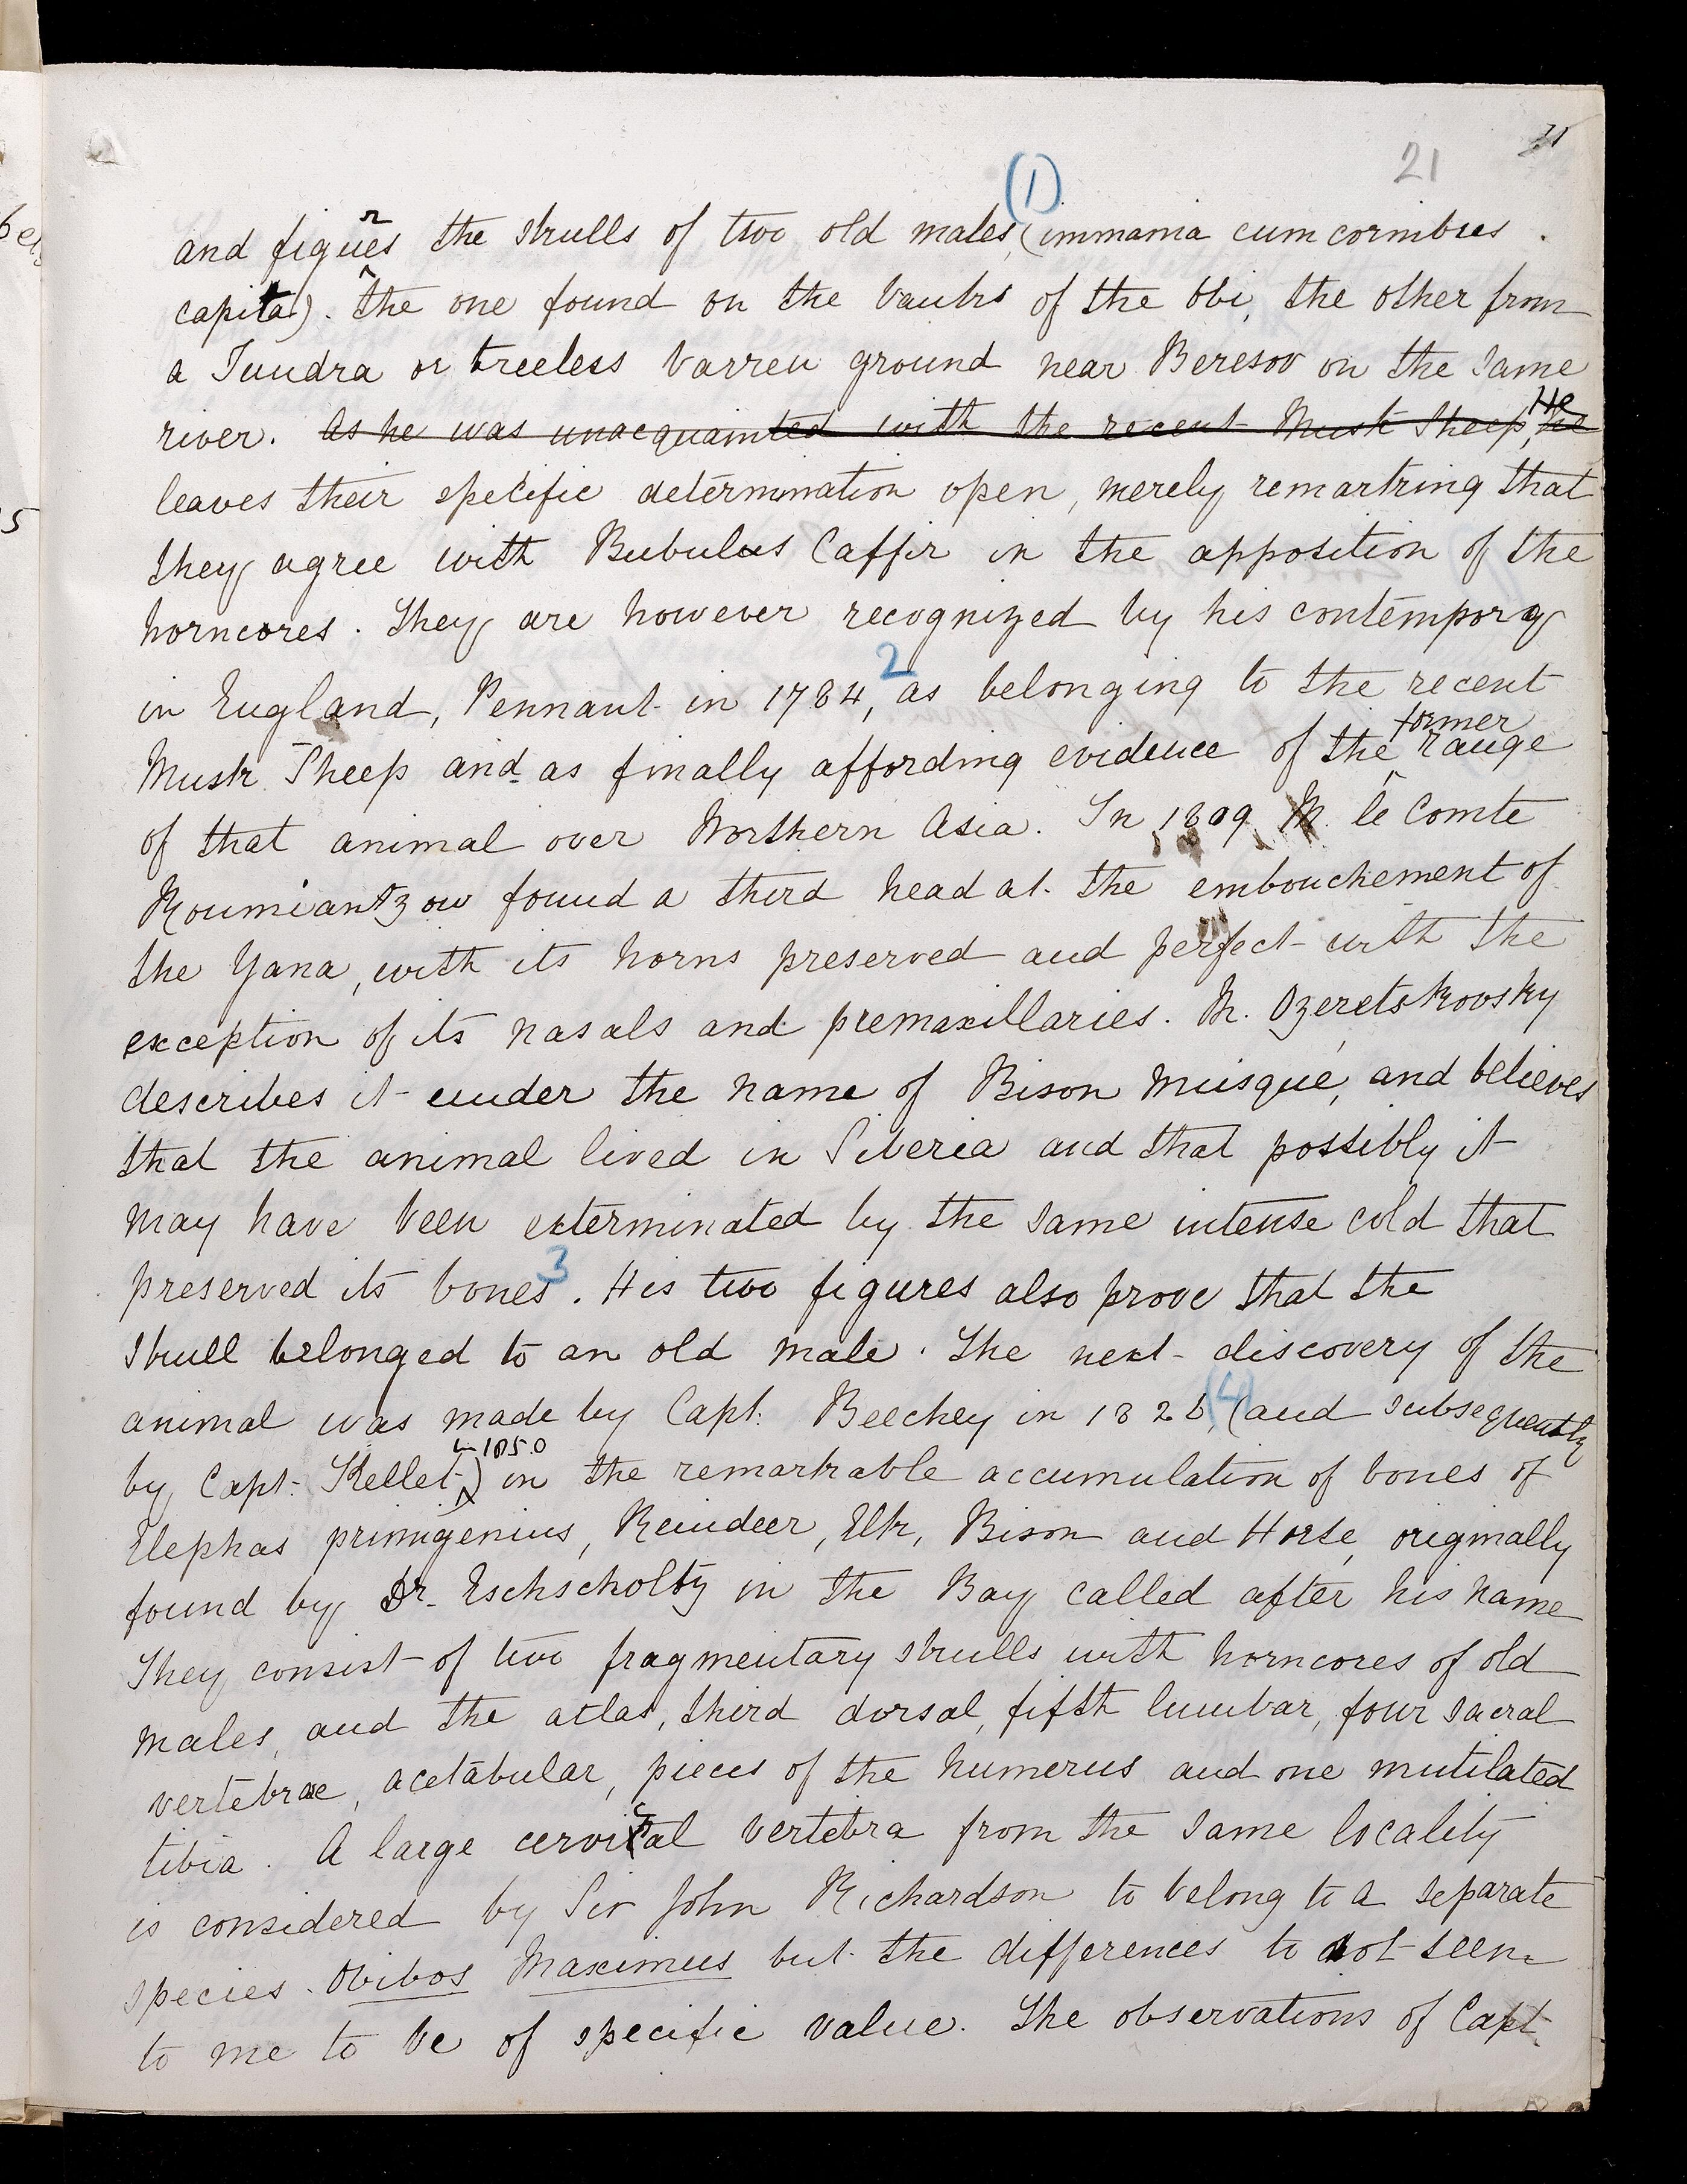 21
31
(1)
and figures the skulls of two old males, (immania cum cornibus
capita). the one found on the banks of the Obi, the other from
a Tundra or treeless barren ground near Beresov on the same
river. As he was unacquainted with the recent Musk Sheep, he He
leaves their specific determination open, merely remarking that
they agree with Bubulus Caffir in the apposition of the
horncores. They are however recognized by his contempory
in England, Pennant in 1784,2 as belonging to the recent
Musk Sheep and as finally affording evidence of the former range
of that animal over Northern Asia. In 1809 M. le Comte
Roumiantzow found a third head at the embouchement of
the Yana, with its horns preserved and perfect with the
exception of its nasals and premaxillaries. M. Ozeretskovsky
describes it under the name of Bison Musqué, and believes
that the animal lived in Siberia and that possibly it
may have been exterminated by the same intense cold that
preserved its bones3. His two figures also prove that the
skull belonged to an old male. The next discovery of the
animal was made by Capt. Beechey in 1826,(4) (and subsequently
by Capt. Kellet in 1850) in the remarkable accumulation of bones of
Elephas primigenius, Reindeer, Elk, Bison and Horse, originally
found by Dr. Eschscholtz in the Bay called after his name
They consist of two fragmentary skulls with horncores of old
males, and the atlas, third dorsal, fifth lumbar, four sacral
vertebrae, acetabular, pieces of the humerus and one mutilated
tibia. A large cervical vertebra from the same locality
is considered by Sir John Richardson to belong to a separate
species. Ovibos Maximus but the differences to not seem
to me to be of specific value. The observations of Capt